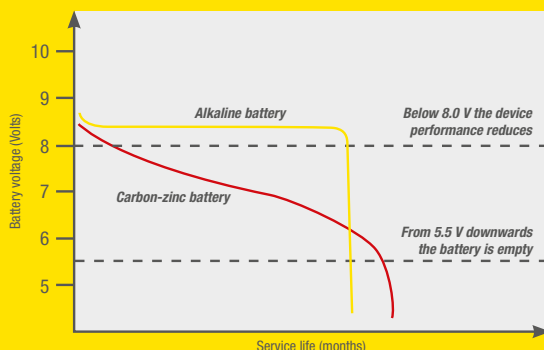 10
9
8
7
6
5
Battery voltage (Volts)
Alkaline battery
Below 8.0 V the device
performance reduces
Carbon-zinc battery
From 5.5 V downwards
the battery is empty
Service life (months)